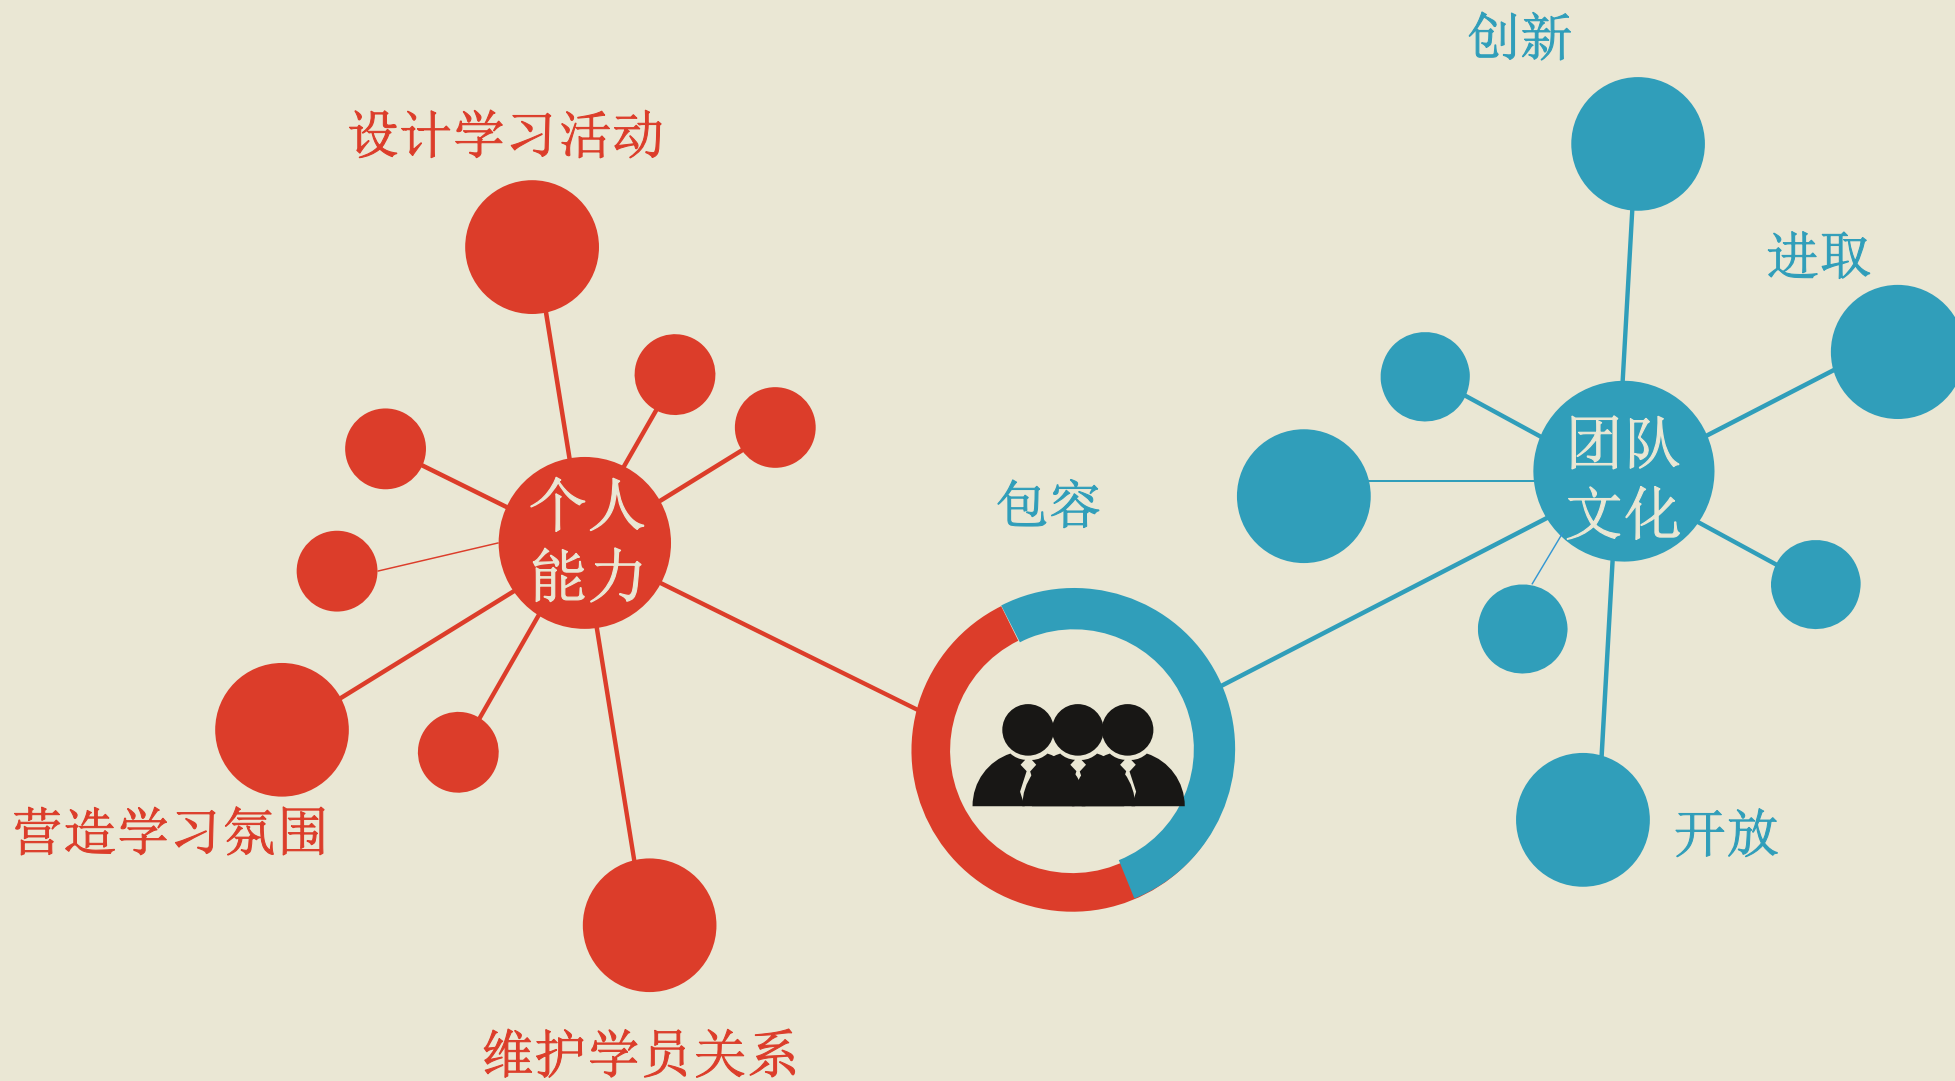 创新
设计学习活动
进取
个人
能力
团队
文化
包容
营造学习氛围
开放
维护学员关系